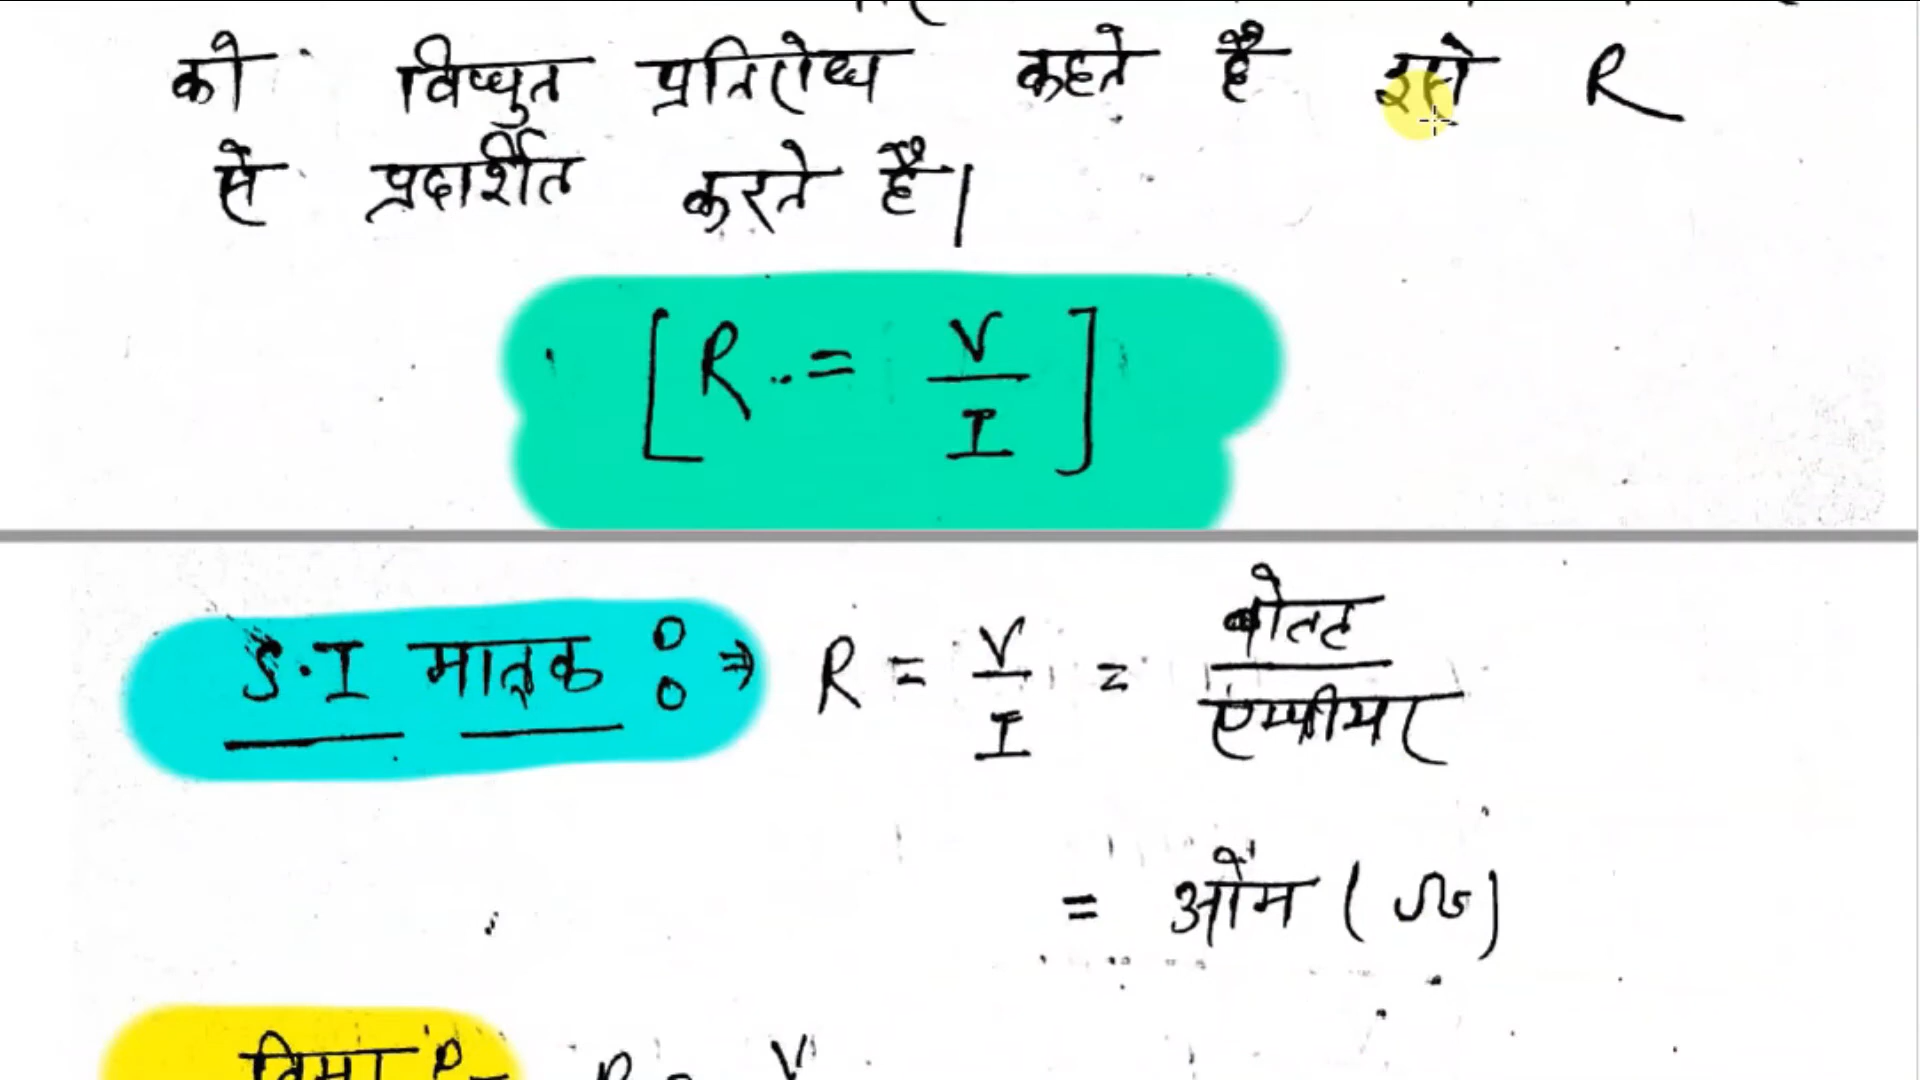 को विध्युत प्रतिरोध कहते है इसे R
से प्रदर्शित करते है।
[R = V/I]
S.I मात्रक : ⇒ R = V/I = वोल्ट/एम्पीयर
= ओम (Ω)
विमा :- R = V